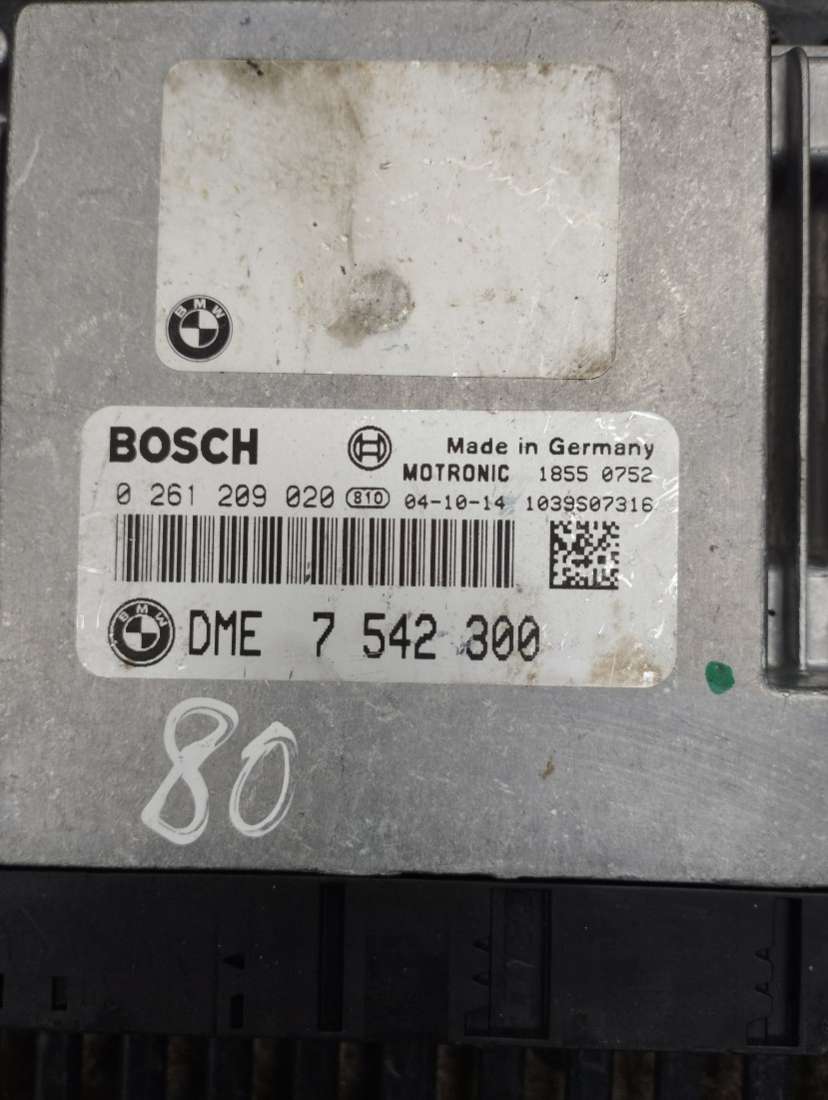 BMW
BOSCH
Made in Germany
MOTRONIC 1855 0752
0 261 209 020 810 04-10-14 1039S07316
BMW
DME 7 542 300
80